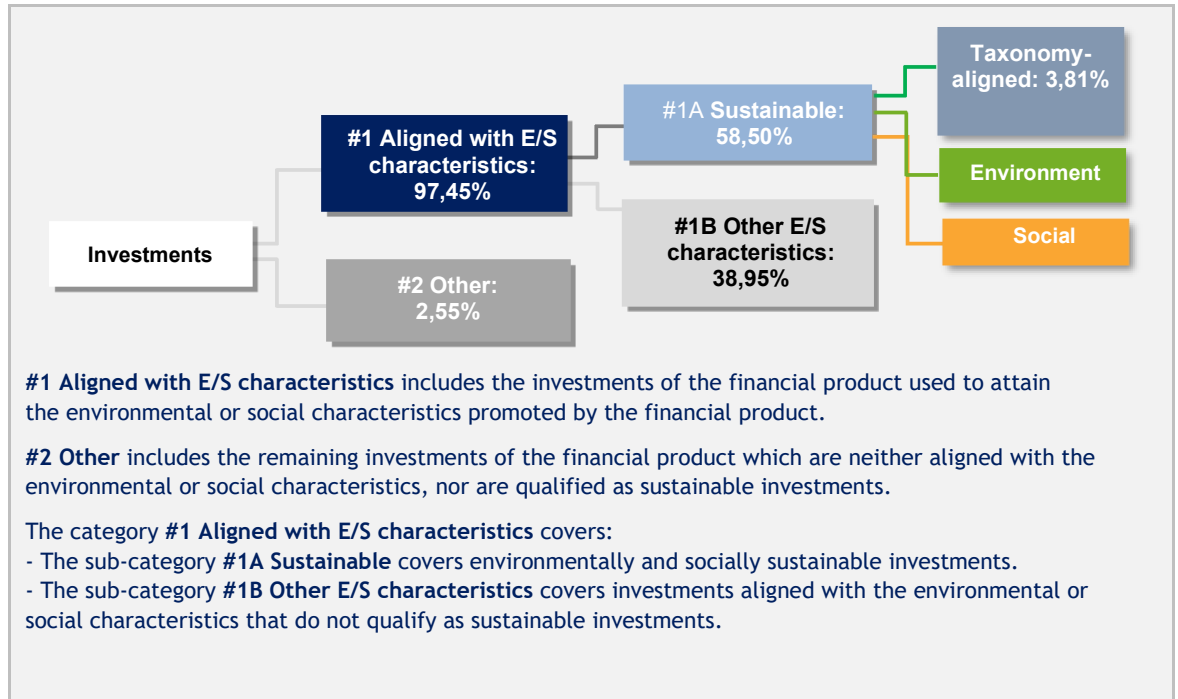 Taxonomy-
aligned: 3,81%
#1A Sustainable:
58,50%
#1 Aligned with E/S
characteristics:
97,45%
Environment
Social
#1B Other E/S
characteristics:
38,95%
Investments
#2 Other:
2,55%
#1 Aligned with E/S characteristics includes the investments of the financial product used to attain
the environmental or social characteristics promoted by the financial product.
#2 Other includes the remaining investments of the financial product which are neither aligned with the
environmental or social characteristics, nor are qualified as sustainable investments.
The category #1 Aligned with E/S characteristics covers:
- The sub-category #1A Sustainable covers environmentally and socially sustainable investments.
- The sub-category #1B Other E/S characteristics covers investments aligned with the environmental or
social characteristics that do not qualify as sustainable investments.